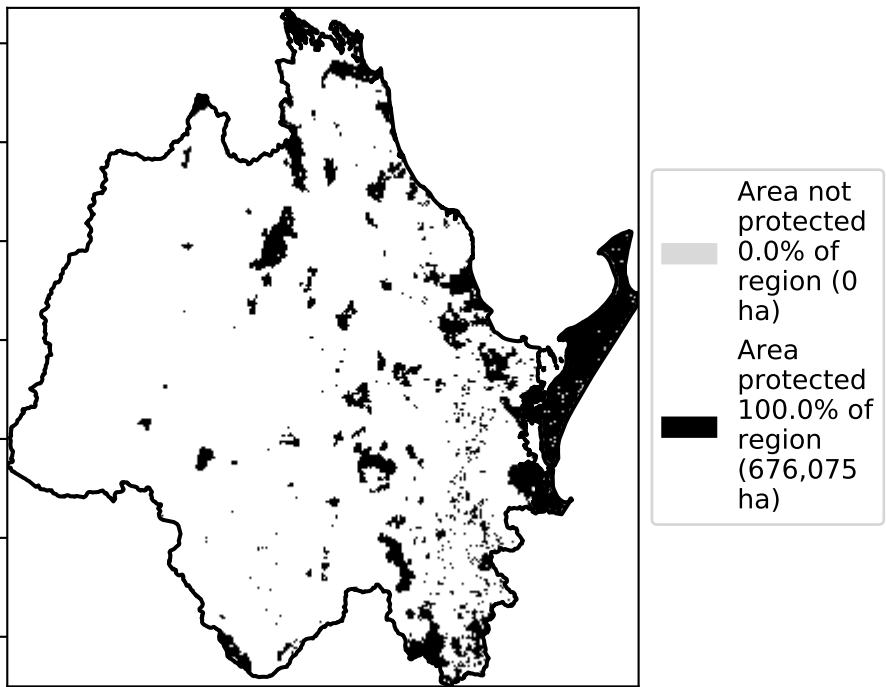 Area not
protected
0.0% of
region (0
ha)
Area
protected
100.0% of
region
(676,075
ha)